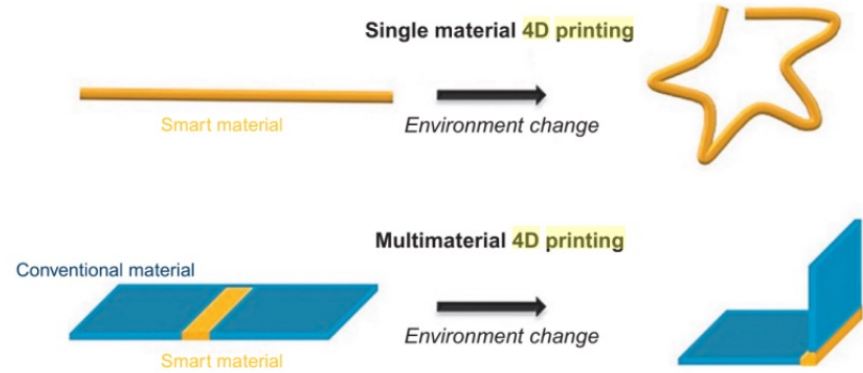 Single material 4D printing
Smart material
Environment change
Multimaterial 4D printing
Conventional material
Environment change
Smart material